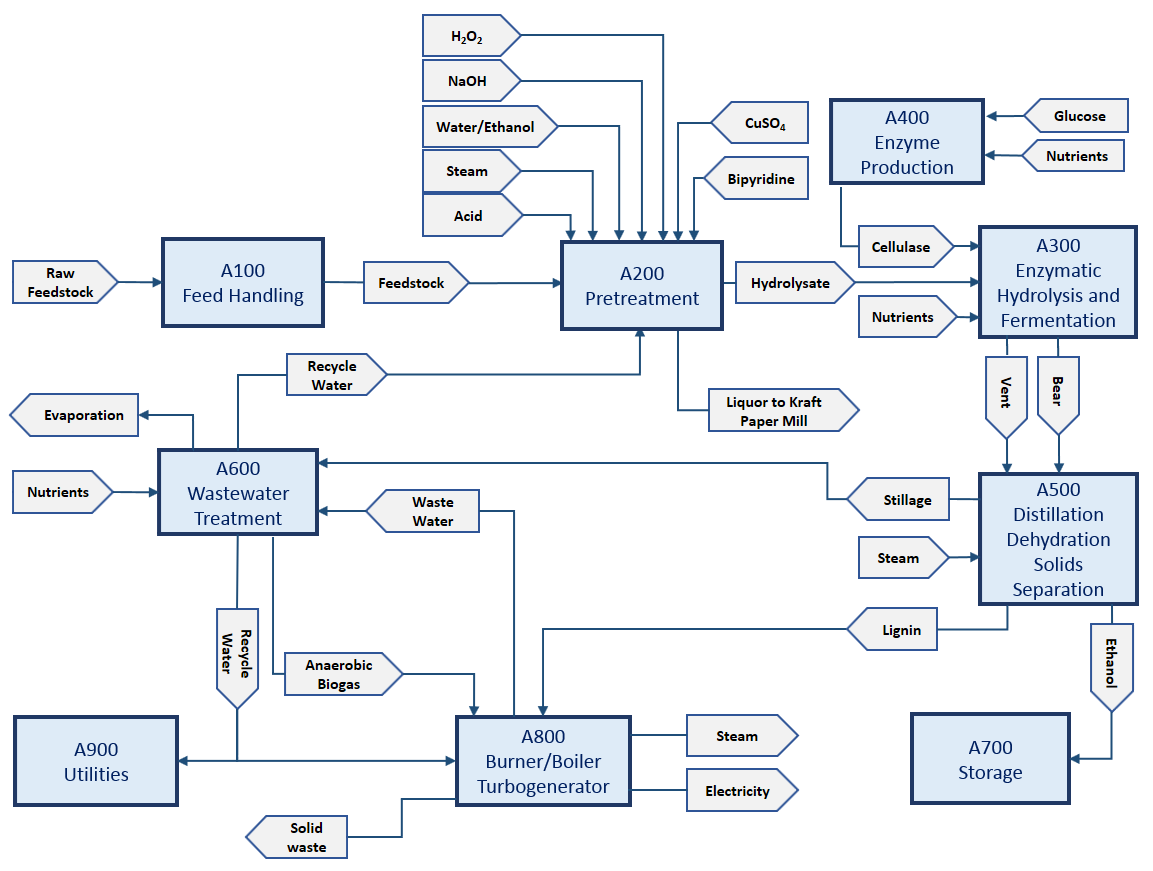 H₂O₂
NaOH
Water/Ethanol
Steam
Acid
CuSO₄
Bipyridine
A400
Enzyme
Production
Glucose
Nutrients
Raw
Feedstock
A100
Feed Handling
Feedstock
A200
Pretreatment
Hydrolysate
Cellulase
Nutrients
A300
Enzymatic
Hydrolysis and
Fermentation
Recycle
Water
Liquor to Kraft
Paper Mill
Vent
Bear
Evaporation
Nutrients
A600
Wastewater
Treatment
Waste
Water
Stillage
Steam
A500
Distillation
Dehydration
Solids
Separation
Recycle
Water
Anaerobic
Biogas
Lignin
Ethanol
A900
Utilities
A800
Burner/Boiler
Turbogenerator
Steam
Electricity
A700
Storage
Solid
waste